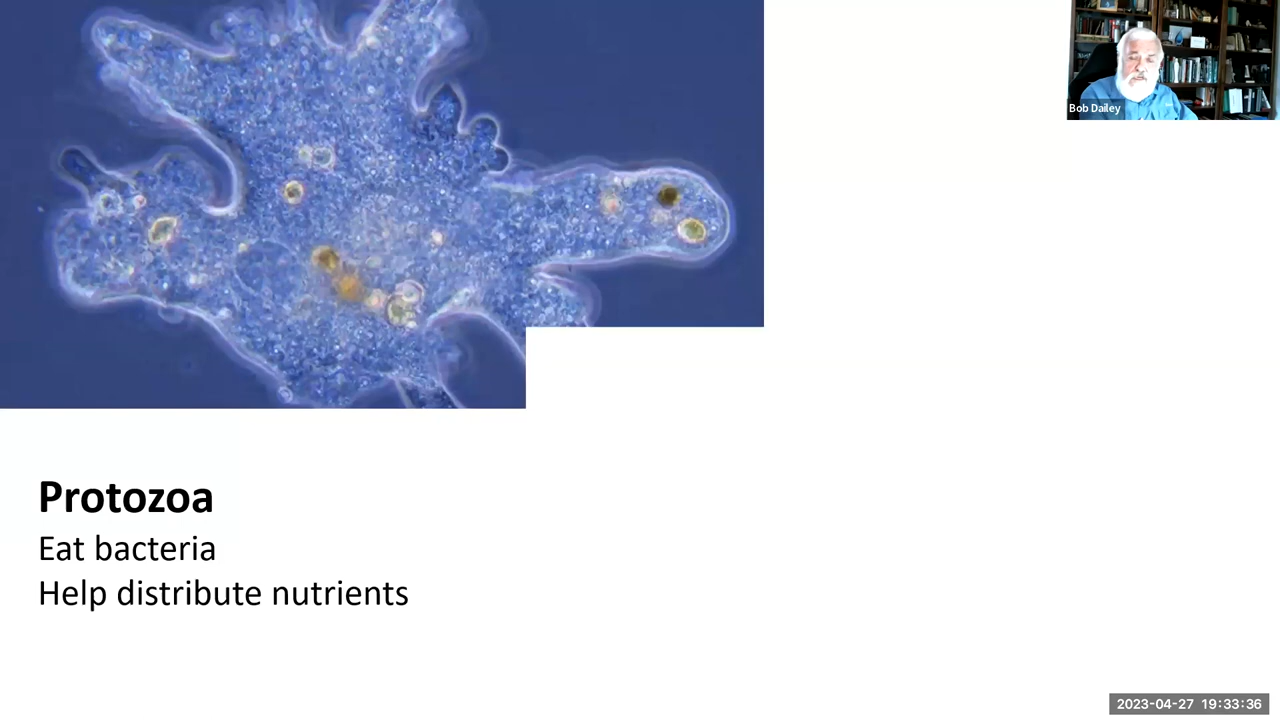 Bob Dailey
Protozoa
Eat bacteria
Help distribute nutrients
2023-04-27 19:33:36